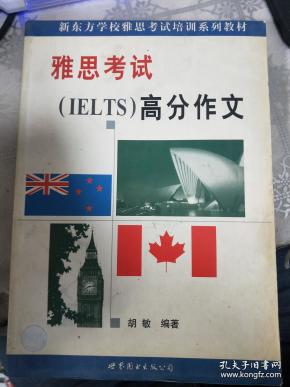 新东方学校雅思考试培训系列教材
雅思考试
(IELTS)高分作文
胡敏 编著
世界图书出版公司
孔夫子旧书网